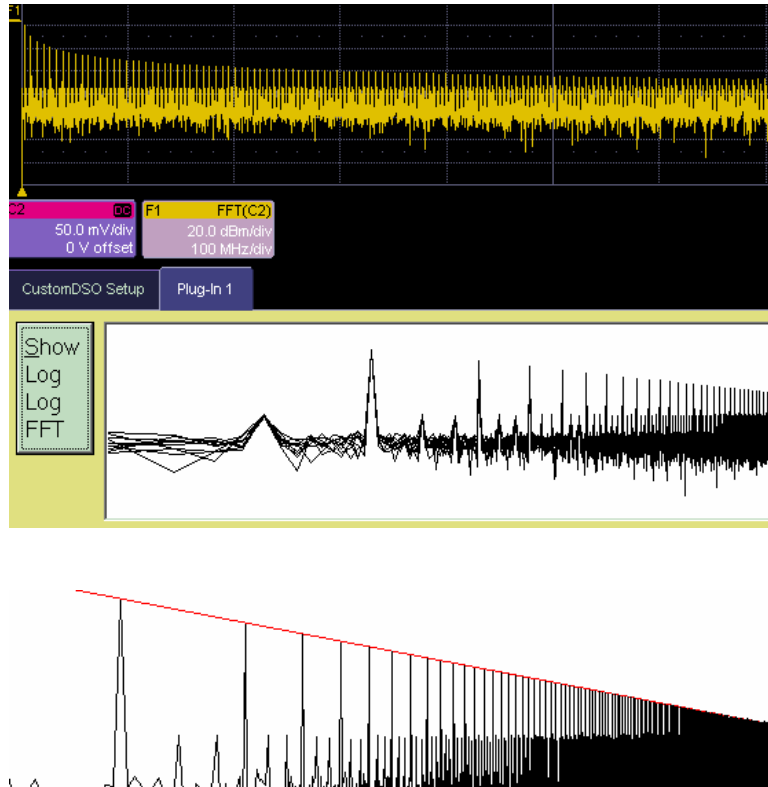 F1
C2 DC
50.0 mV/div
0 V offset
F1 FFT(C2)
20.0 dBm/div
100 MHz/div
CustomDSO Setup
Plug-In 1
Show
Log
Log
FFT